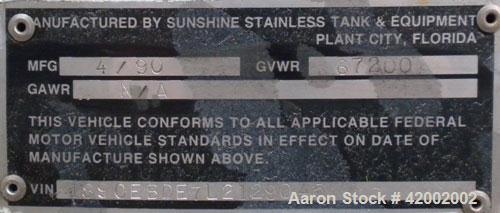 MANUFACTURED BY SUNSHINE STAINLESS TANK & EQUIPMENT
PLANT CITY, FLORIDA
MFG 4/90 GVWR 67200
GAWR N/A
THIS VEHICLE CONFORMS TO ALL APPLICABLE FEDERAL
MOTOR VEHICLE STANDARDS IN EFFECT ON DATE OF
MANUFACTURE SHOWN ABOVE.
VIN
Aaron Stock # 42002002